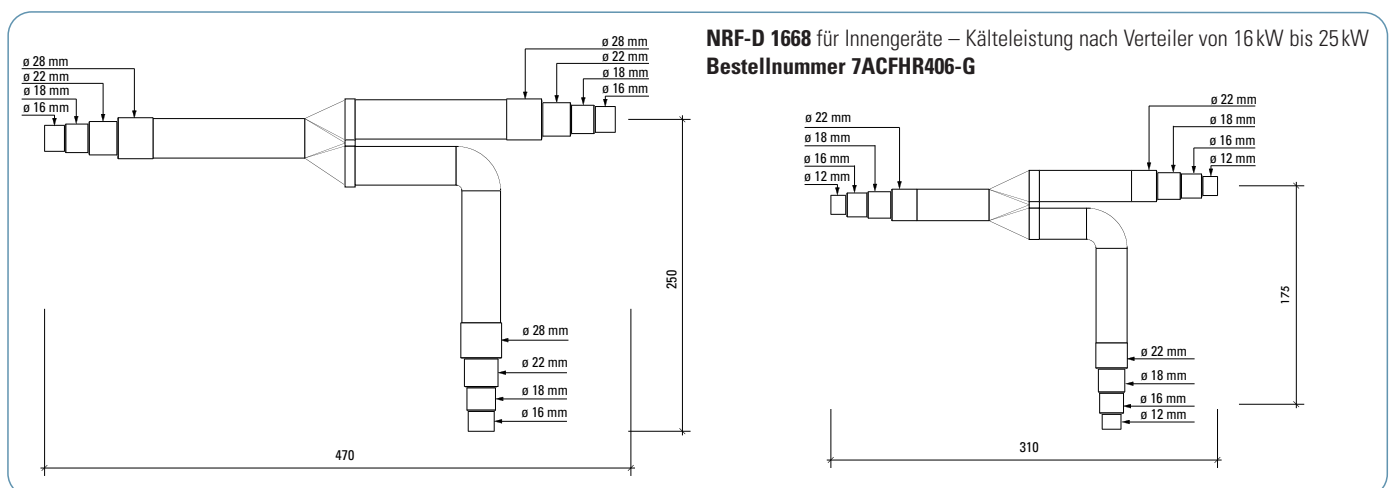 NRF-D 1668 für Innengeräte – Kälteleistung nach Verteiler von 16 kW bis 25 kW
Bestellnummer 7ACFHR406-G
ø 28 mm
ø 22 mm
ø 18 mm
ø 16 mm
ø 28 mm
ø 22 mm
ø 18 mm
ø 16 mm
ø 28 mm
ø 22 mm
ø 18 mm
ø 16 mm
250
470
ø 22 mm
ø 18 mm
ø 16 mm
ø 12 mm
ø 22 mm
ø 18 mm
ø 16 mm
ø 12 mm
ø 22 mm
ø 18 mm
ø 16 mm
ø 12 mm
175
310